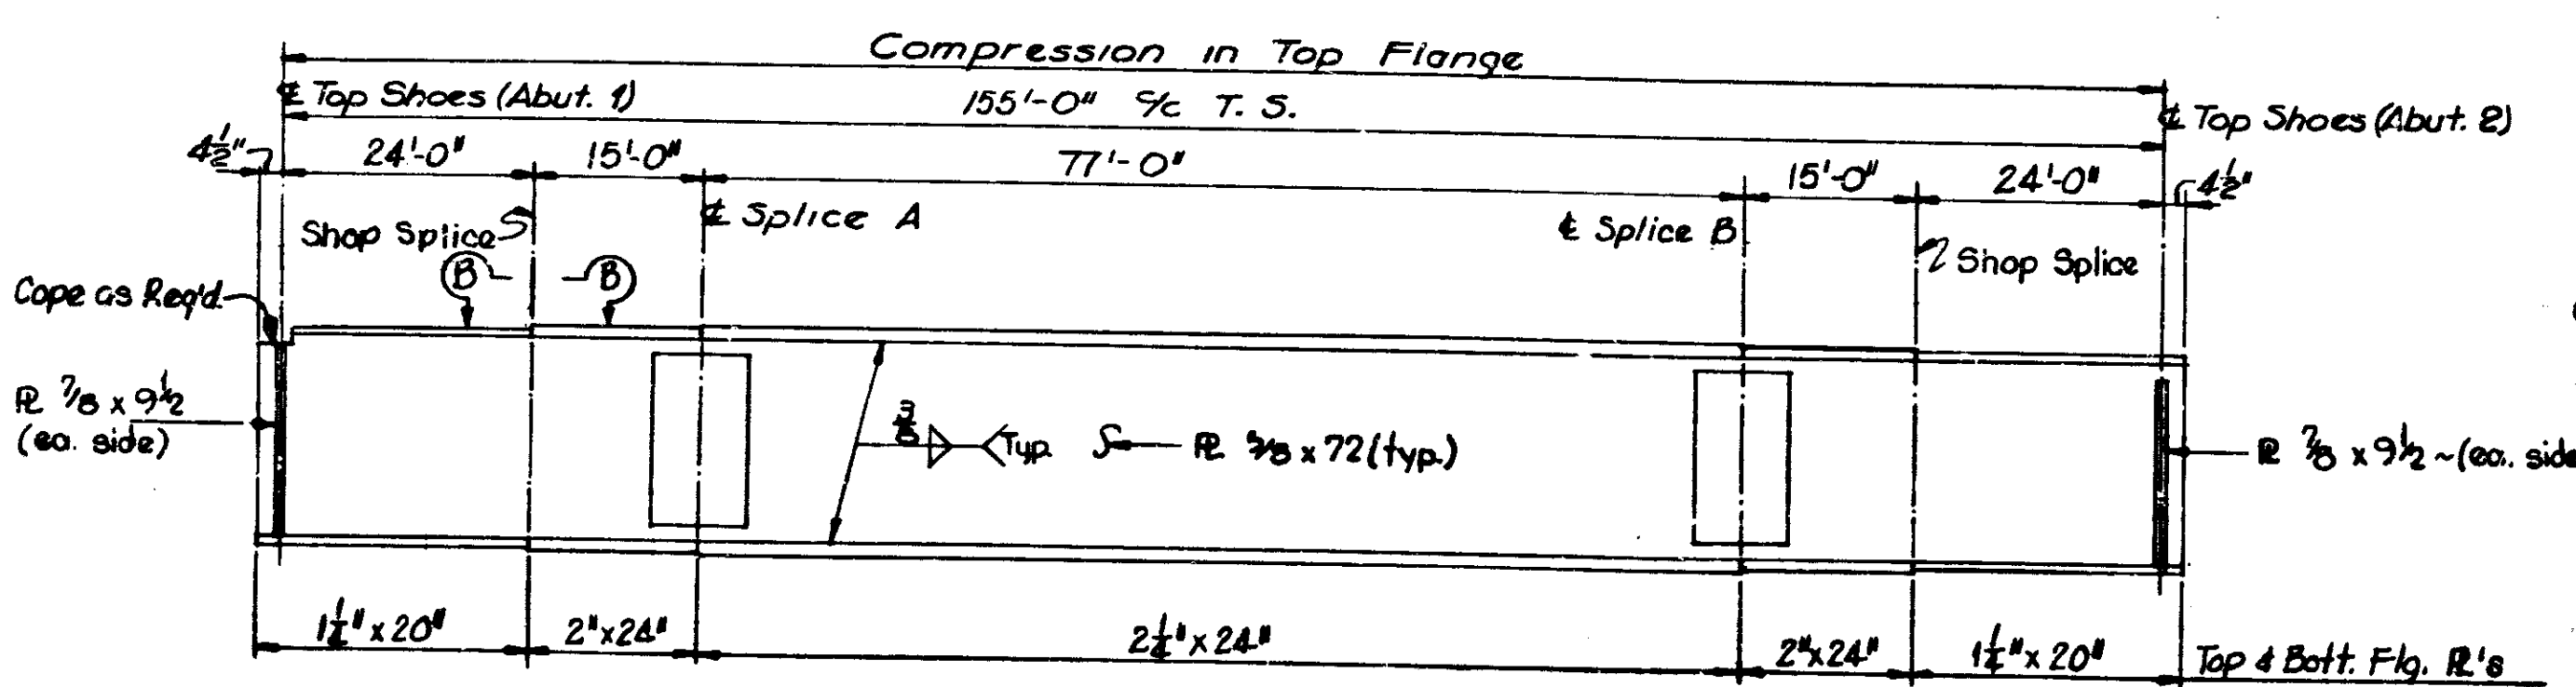 Compression in Top Flange
℄ Top Shoes (Abut. 1)
155'-0" c/c T. S.
℄ Top Shoes (Abut. 2)
4½"
24'-0"
15'-0"
77'-0"
15'-0"
24'-0"
4½"
Shop Splice
℄ Splice A
℄ Splice B
Shop Splice
B
B
Cope as Req'd.
PL 7/8 x 9½
(ea. side)
3/8
Typ.
x 72 (typ.)
PL 7/8 x 9½ ~ (ea. side
1¼" x 20"
2" x 24"
2¼" x 24"
2" x 24"
1¼" x 20"
Top & Bott. Flg. PL's